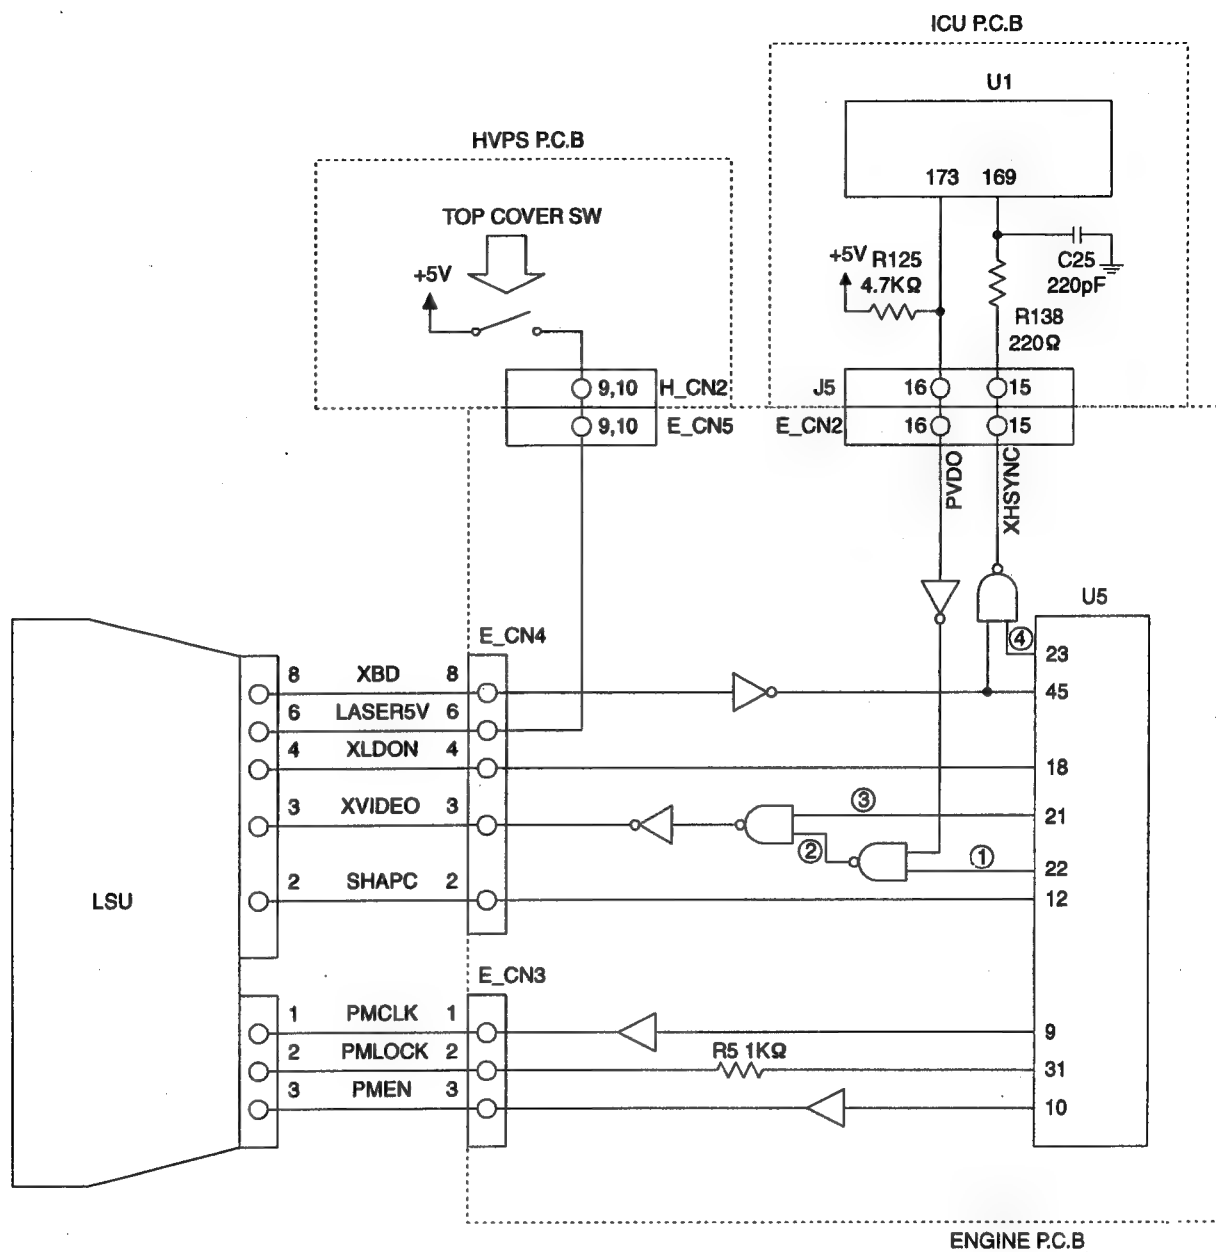 ICU P.C.B
U1
173 169
HVPS P.C.B
TOP COVER SW
+5V
+5V R125
4.7KΩ
C25
220pF
R138
220Ω
9,10 H_CN2
9,10 E_CN5
J5 16 15
E_CN2 16 15
PVDO
XHSYNC
U5
E_CN4
④ 23
8 XBD 8 45
6 LASER5V 6
4 XLDON 4 18
3 XVIDEO 3 ③ 21
② ① 22
2 SHAPC 2 12
LSU
E_CN3
1 PMCLK 1 9
2 PMLOCK 2 R5 1KΩ 31
3 PMEN 3 10
ENGINE P.C.B